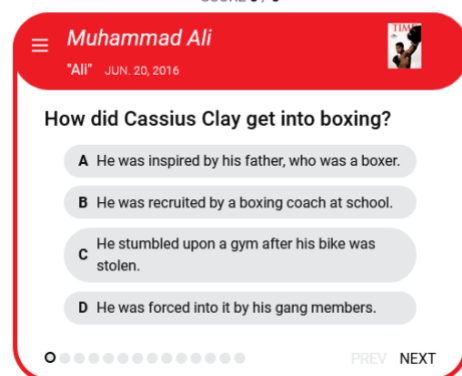 Muhammad Ali
"Ali" JUN. 20, 2016
TIME
How did Cassius Clay get into boxing?
A He was inspired by his father, who was a boxer.
B He was recruited by a boxing coach at school.
C He stumbled upon a gym after his bike was
stolen.
D He was forced into it by his gang members.
PREV NEXT